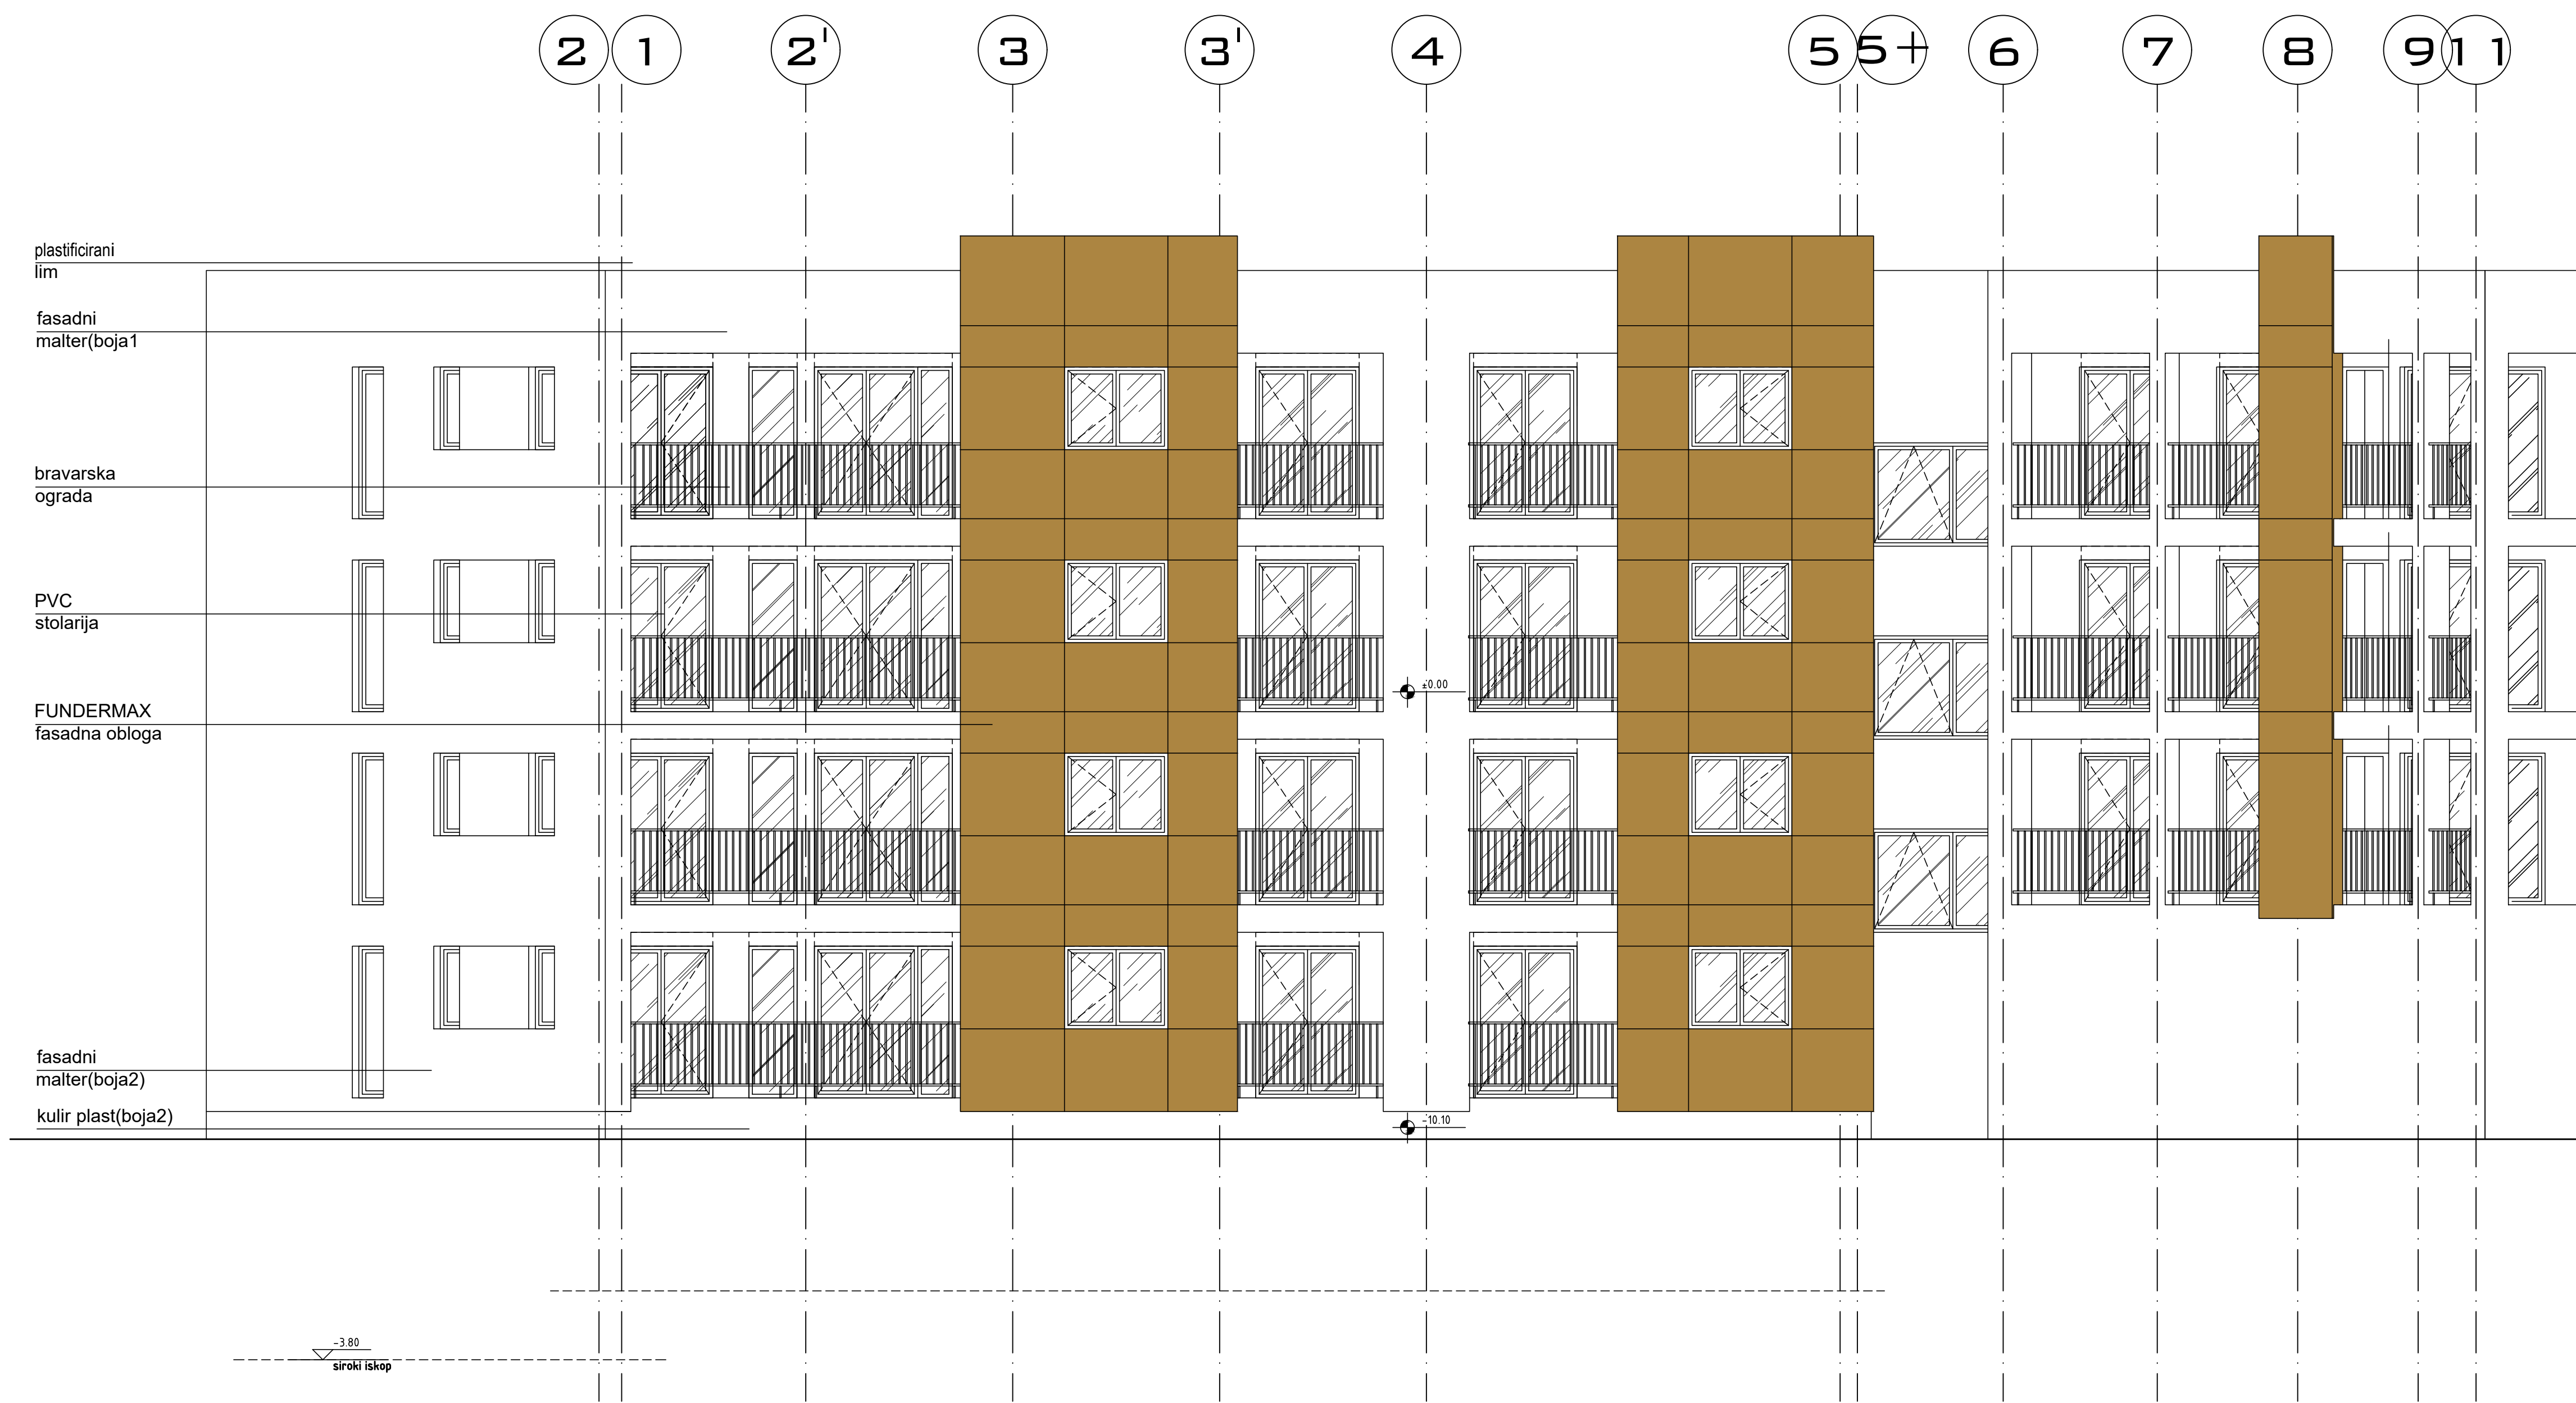 2 1 2' 3 3' 4 5 5+ 6 7 8 9 11
plastificirani
lim
fasadni
malter(boja1
bravarska
ograda
PVC
stolarija
±0.00
FUNDERMAX
fasadna obloga
fasadni
malter(boja2)
kulir plast(boja2)
-10.10
-3.80
siroki iskop